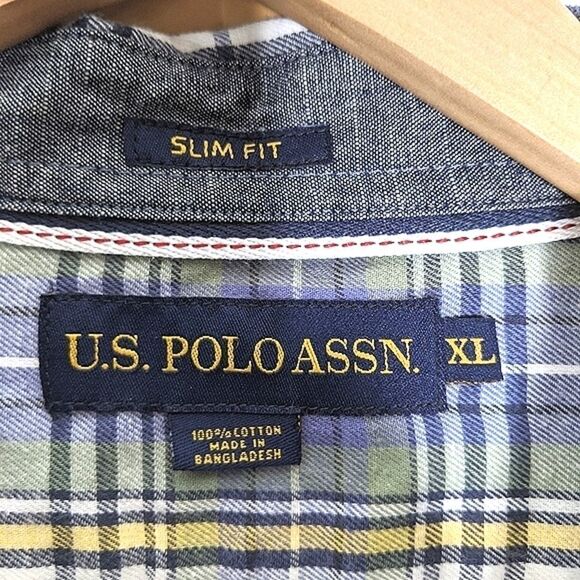 SLIM FIT
U.S. POLO ASSN. XL
100% COTTON
MADE IN
BANGLADESH